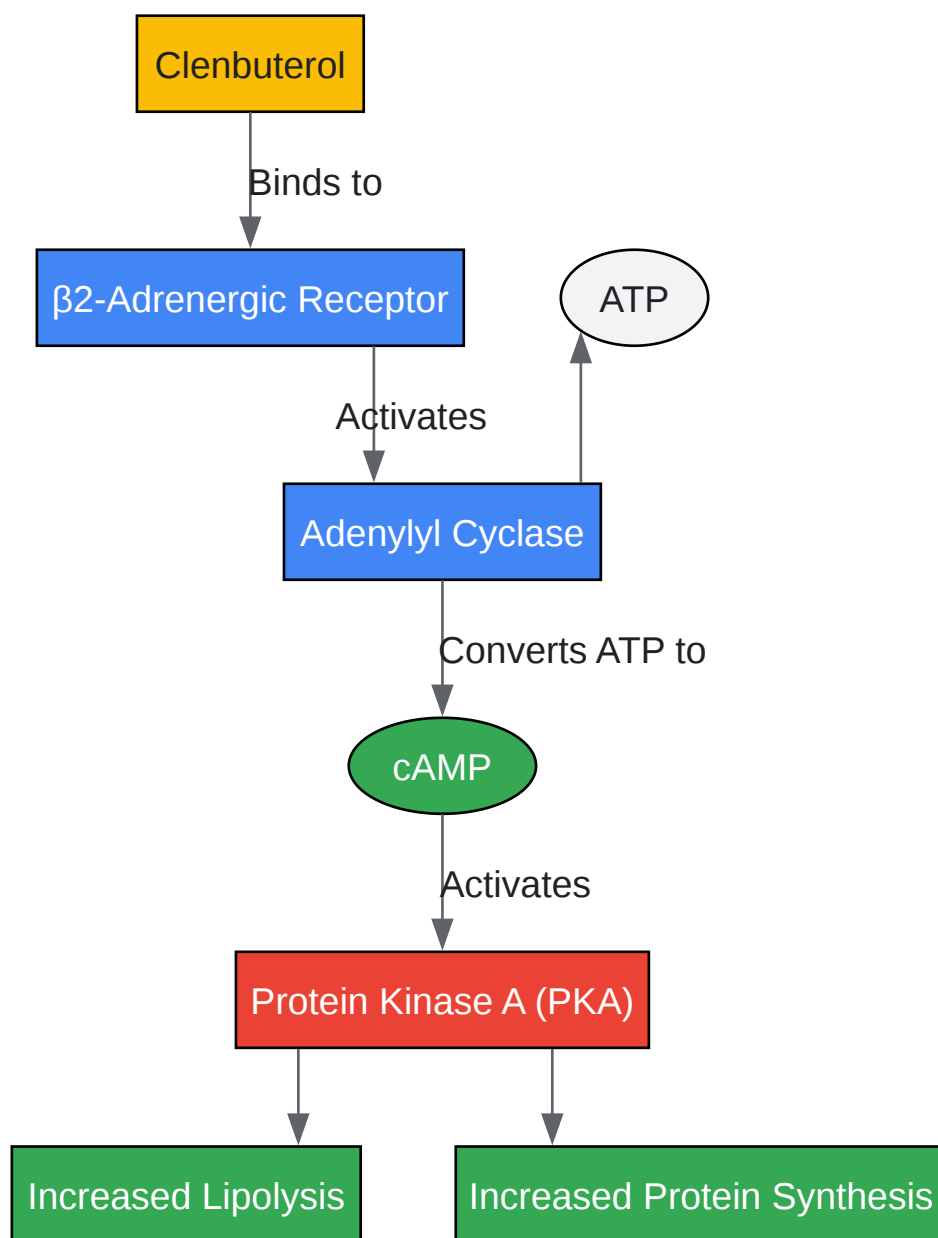 Clenbuterol
Binds to
β2-Adrenergic Receptor
ATP
Activates
Adenylyl Cyclase
Converts ATP to
cAMP
Activates
Protein Kinase A (PKA)
Increased Lipolysis
Increased Protein Synthesis